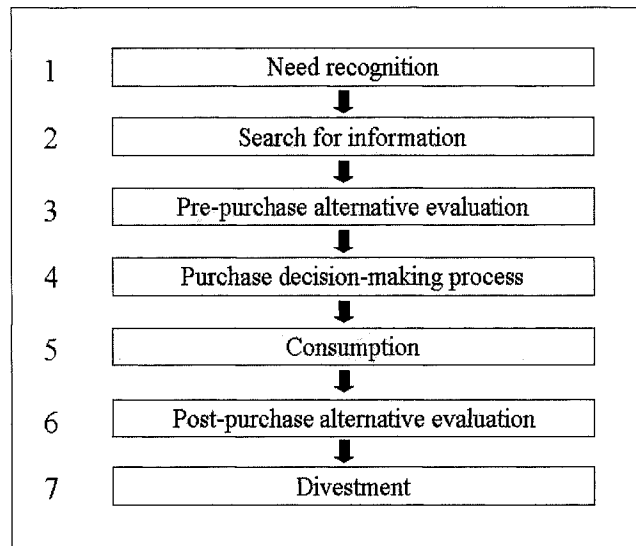 1 Need recognition
2 Search for information
3 Pre-purchase alternative evaluation
4 Purchase decision-making process
5 Consumption
6 Post-purchase alternative evaluation
7 Divestment